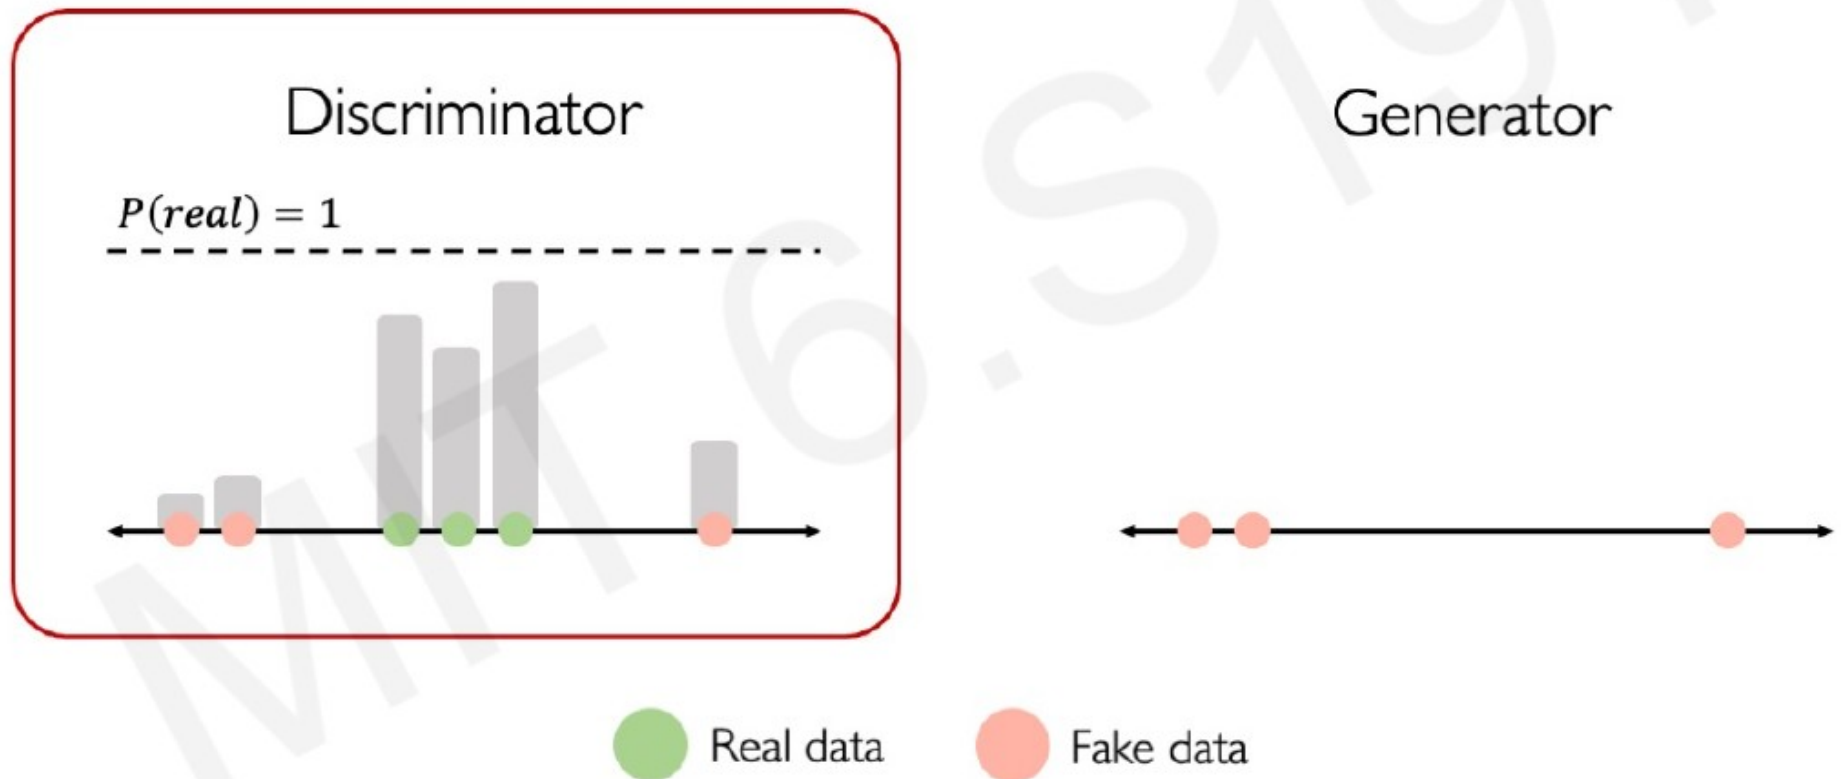 Discriminator
Generator
P(real) = 1
Real data
Fake data
MIT 6.S191